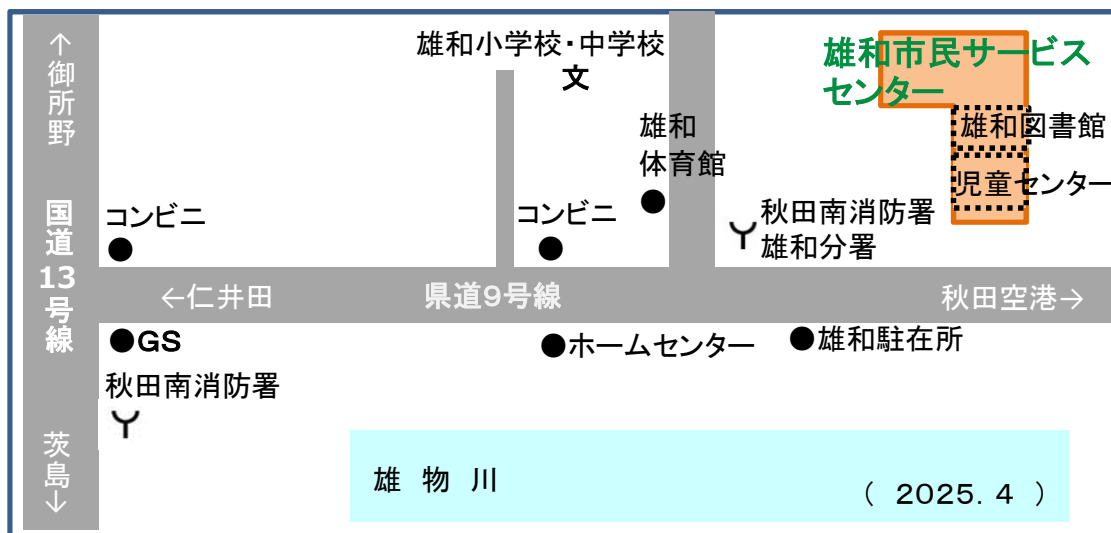 ↑御所野
国道13号線
茨島↓
雄和小学校・中学校
文
雄和
体育館
雄和市民サービス
センター
雄和図書館
児童センター
コンビニ
コンビニ
秋田南消防署
雄和分署
←仁井田
県道9号線
秋田空港→
GS
ホームセンター
雄和駐在所
秋田南消防署
雄物川
（ 2025.4 ）